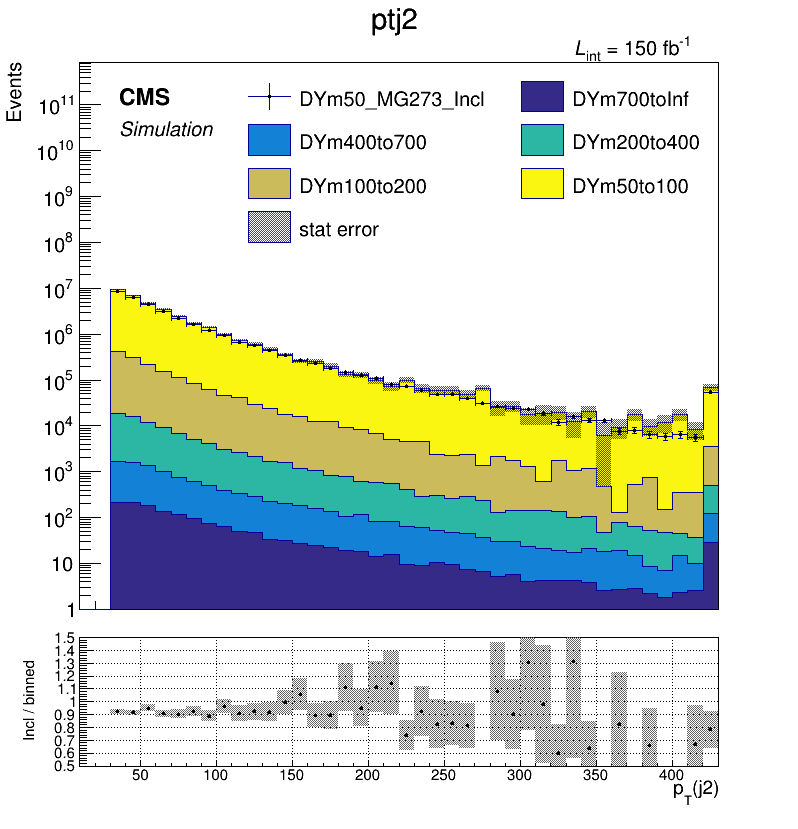 ptj2
L_int = 150 fb^-1
Events
CMS
Simulation
DYm50_MG273_Incl
DYm700toInf
DYm400to700
DYm200to400
DYm100to200
DYm50to100
stat error
10^11
10^10
10^9
10^8
10^7
10^6
10^5
10^4
10^3
10^2
10
1
Incl / binned
1.5
1.4
1.3
1.2
1.1
1
0.9
0.8
0.7
0.6
0.5
50 100 150 200 250 300 350 400
p_T(j2)